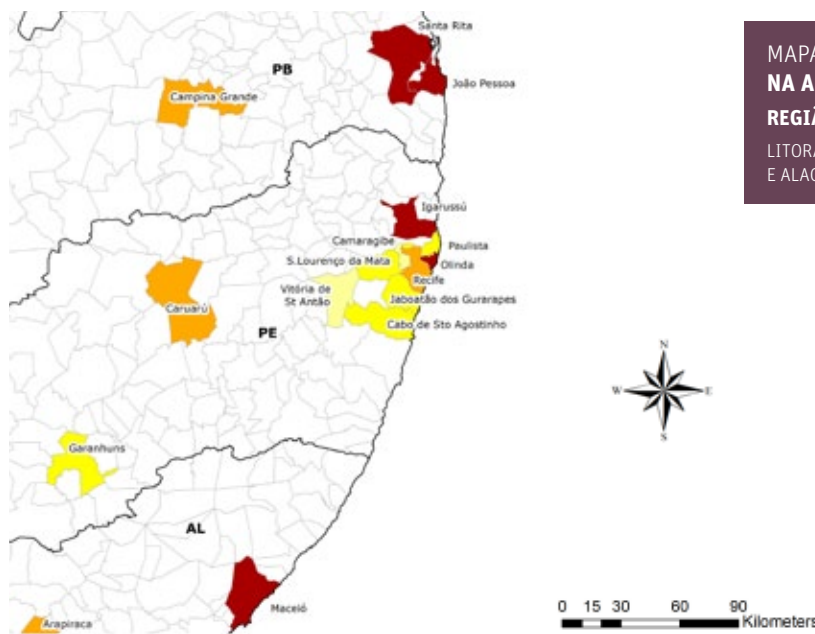 Santa Rita
PB
João Pessoa
Campina Grande
MAPA
NA A
REGIÃ
LITORA
E ALAG
Igarussú
Camaragibe
Paulista
S.Lourenço da Mata
Olinda
Recife
Vitória de
St Antão
Jaboatão dos Gurarapes
Caruarú
Cabo de Sto Agostinho
PE
N
W
E
S
Garanhuns
AL
Maceió
Arapiraca
0 15 30 60 90
Kilometers